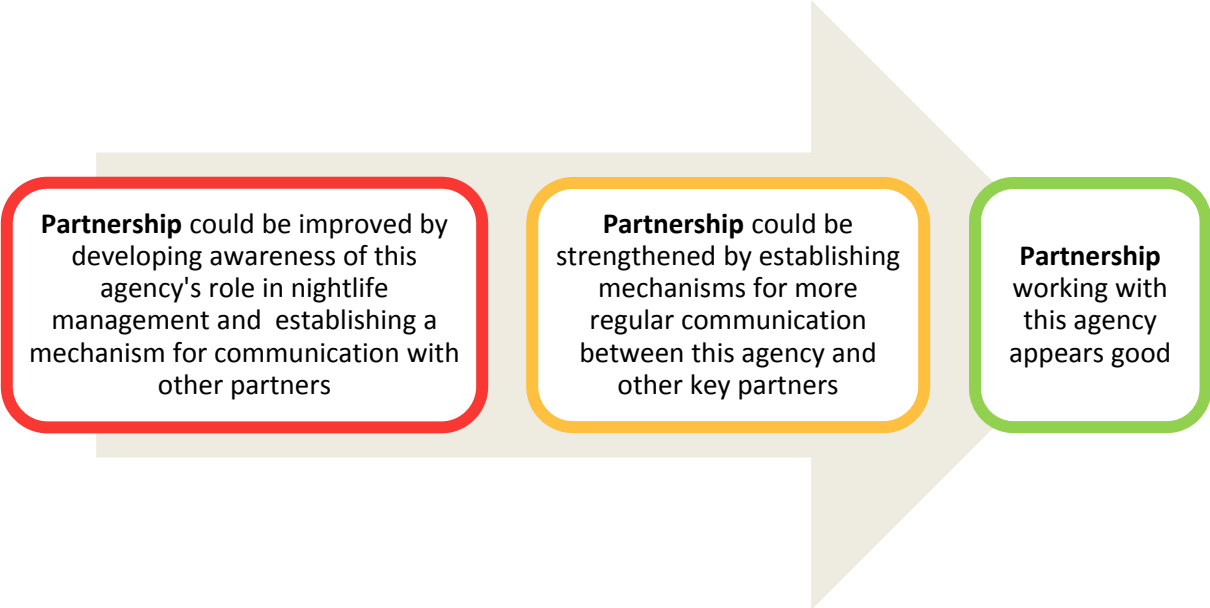 Partnership could be improved by
developing awareness of this
agency's role in nightlife
management and  establishing a
mechanism for communication with
other partners
Partnership could be
strengthened by establishing
mechanisms for more
regular communication
between this agency and
other key partners
Partnership
working with
this agency
appears good